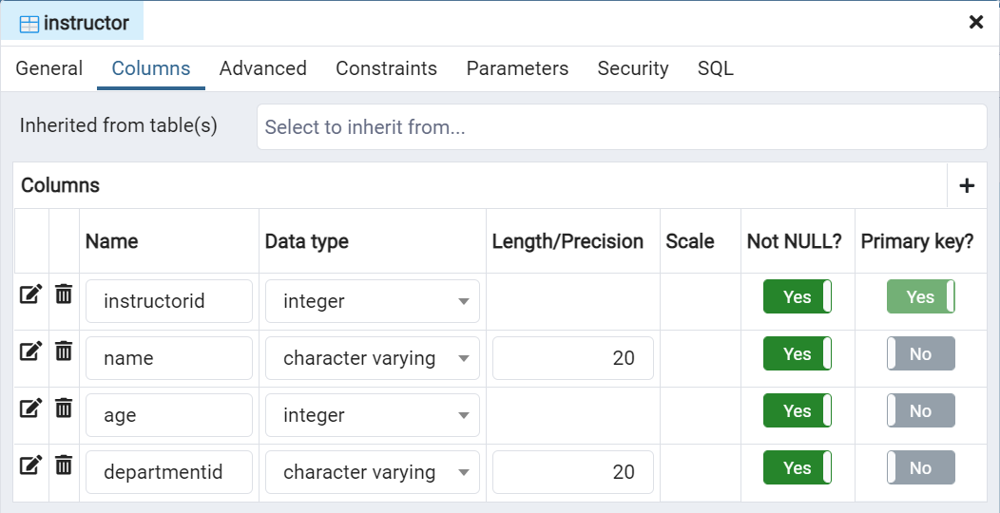 instructor
General Columns Advanced Constraints Parameters Security SQL
Inherited from table(s) Select to inherit from...
Columns
Name Data type Length/Precision Scale Not NULL? Primary key?
instructorid integer Yes Yes
name character varying 20 Yes No
age integer Yes No
departmentid character varying 20 Yes No